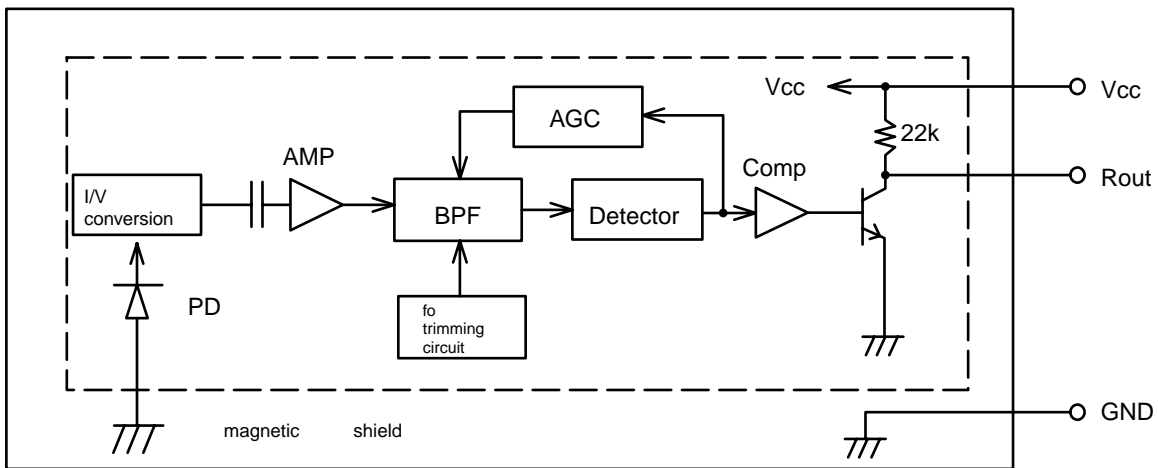 Vcc
Vcc
AGC
22k
AMP
Comp
Rout
I/V
conversion
BPF
Detector
PD
fo
trimming
circuit
GND
magnetic shield